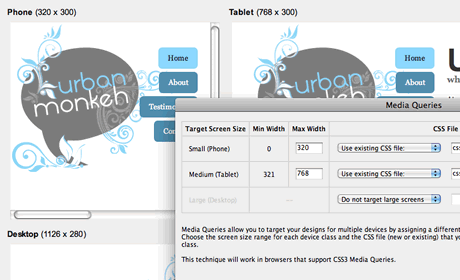 Phone (320 x 300)
Tablet (768 x 300)
urban
monkeh
Home
About
urban
monkeh
Home
About
Media Queries
Target Screen Size Min Width Max Width CSS File
Small (Phone) 0 320 Use existing CSS file:
Medium (Tablet) 321 768 Use existing CSS file:
Large (Desktop) --- Do not target large screens
Desktop (1126 x 280)
Media Queries allow you to target your designs for multiple devices by assigning a different
Choose the screen size range for each device class and the CSS file (new or existing) that yo
class.
This technique will work in browsers that support CSS3 Media Queries.